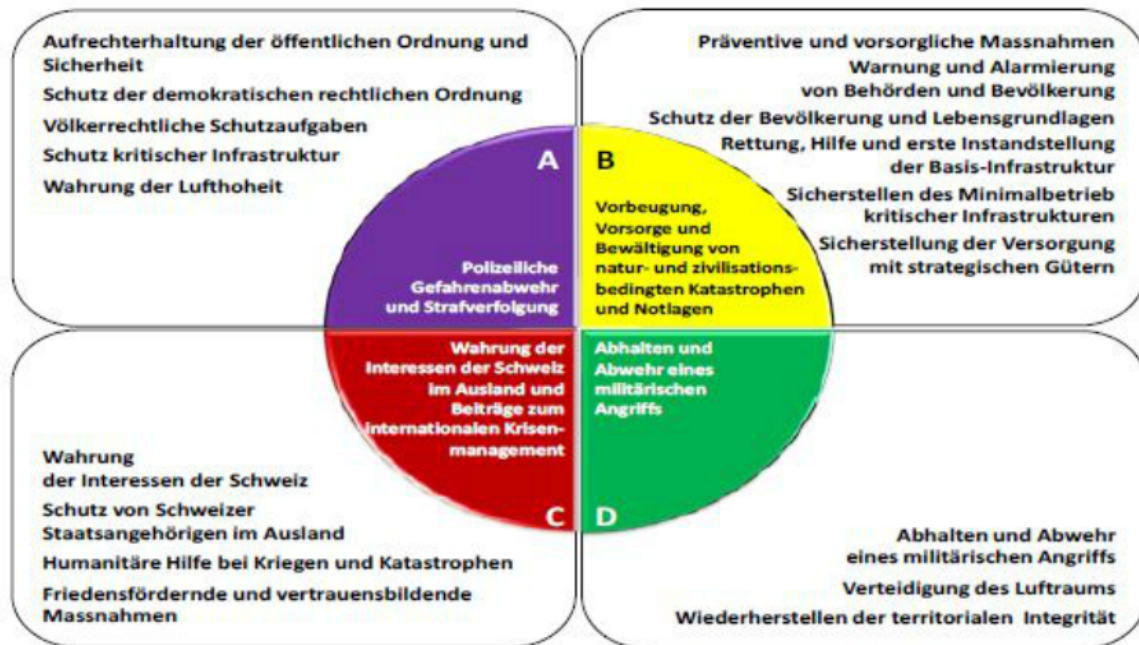 Aufrechterhaltung der öffentlichen Ordnung und
Sicherheit
Schutz der demokratischen rechtlichen Ordnung
Völkerrechtliche Schutzaufgaben
Schutz kritischer Infrastruktur
Wahrung der Lufthoheit
Präventive und vorsorgliche Massnahmen
Warnung und Alarmierung
von Behörden und Bevölkerung
Schutz der Bevölkerung und Lebensgrundlagen
Rettung, Hilfe und erste Instandstellung
der Basis-Infrastruktur
Sicherstellen des Minimalbetrieb
kritischer Infrastrukturen
Sicherstellung der Versorgung
mit strategischen Gütern
A
Polizeiliche
Gefahrenabwehr
und Strafverfolgung
B
Vorbeugung,
Vorsorge und
Bewältigung von
natur- und zivilisations-
bedingten Katastrophen
und Notlagen
Wahrung der
Interessen der Schweiz
im Ausland und
Beiträge zum
internationalen Krisen-
management
C
Abhalten und
Abwehr eines
militärischen
Angriffs
D
Wahrung
der Interessen der Schweiz
Schutz von Schweizer
Staatsangehörigen im Ausland
Humanitäre Hilfe bei Kriegen und Katastrophen
Friedensfördernde und vertrauensbildende
Massnahmen
Abhalten und Abwehr
eines militärischen Angriffs
Verteidigung des Luftraums
Wiederherstellen der territorialen Integrität